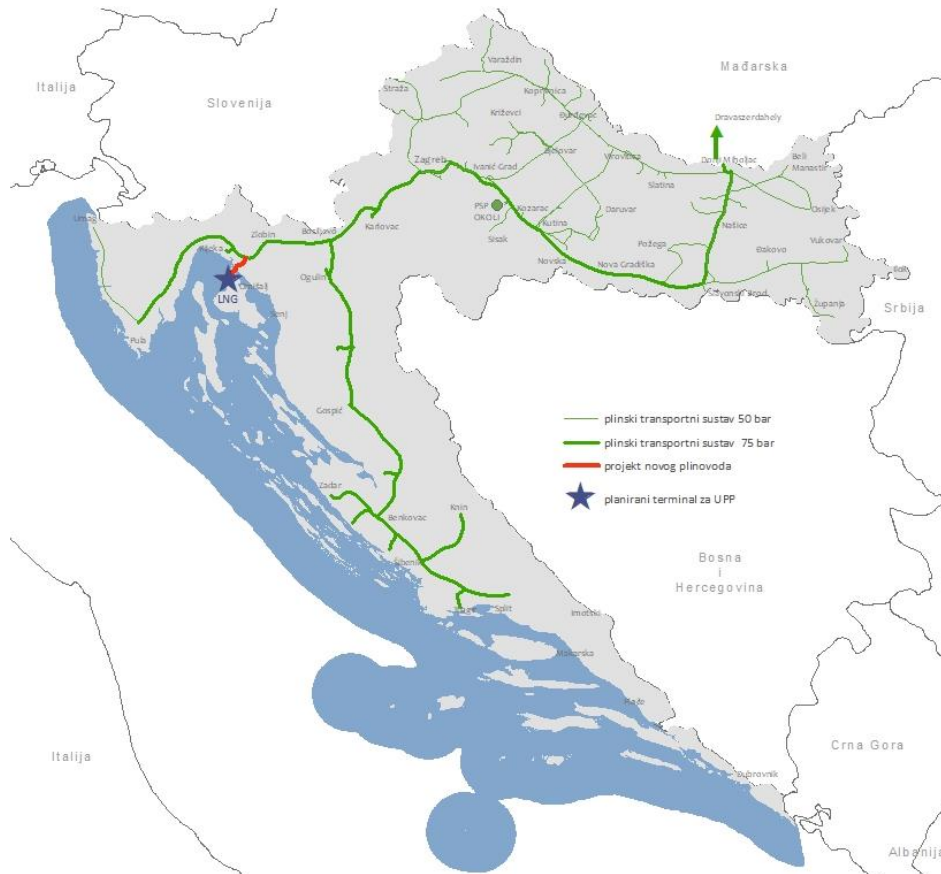 Varaždin
Mađarska
Italija
Straža
Koprivnica
Slovenija
Križevci
Đurđevac
Dravaszerdahely
Bjelovar
Virovitica
Zagreb
Ivanić Grad
Donji Miholjac
Beli
Manastir
Slatina
PSP
OKOLI
Kozarac
Daruvar
Osijek
Umag
Kutina
Našice
Zlobin
Bosiljevo
Karlovac
Sisak
Požega
Vukovar
Rijeka
Novska
Nova Gradiška
Đakovo
Ogulin
Omišalj
LNG
Slavonski Brod
Županja
Srbija
Senj
Pula
Gospić
plinski transportni sustav 50 bar
plinski transportni sustav 75 bar
projekt novog plinovoda
planirani terminal za UPP
Zadar
Benkovac
Knin
Šibenik
Bosna
i
Hercegovina
Split
Imotski
Makarska
Ploče
Crna Gora
Italija
Dubrovnik
Albanija